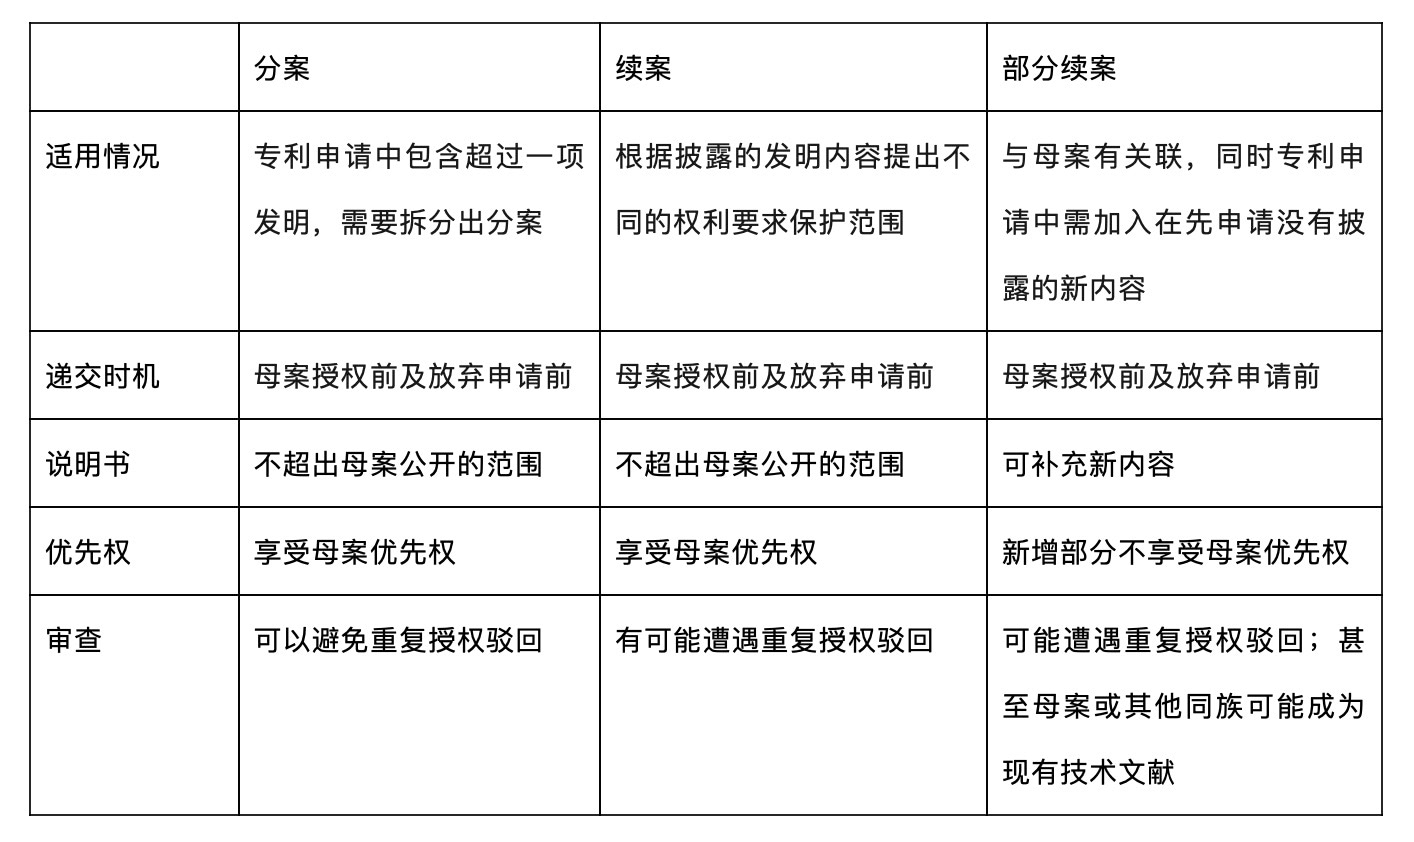 分案 续案 部分续案
适用情况 专利申请中包含超过一项 根据披露的发明内容提出不 与母案有关联，同时专利申
发明，需要拆分出分案 同的权利要求保护范围 请中需加入在先申请没有披
露的新内容
递交时机 母案授权前及放弃申请前 母案授权前及放弃申请前 母案授权前及放弃申请前
说明书 不超出母案公开的范围 不超出母案公开的范围 可补充新内容
优先权 享受母案优先权 享受母案优先权 新增部分不享受母案优先权
审查 可以避免重复授权驳回 有可能遭遇重复授权驳回 可能遭遇重复授权驳回；甚
至母案或其他同族可能成为
现有技术文献